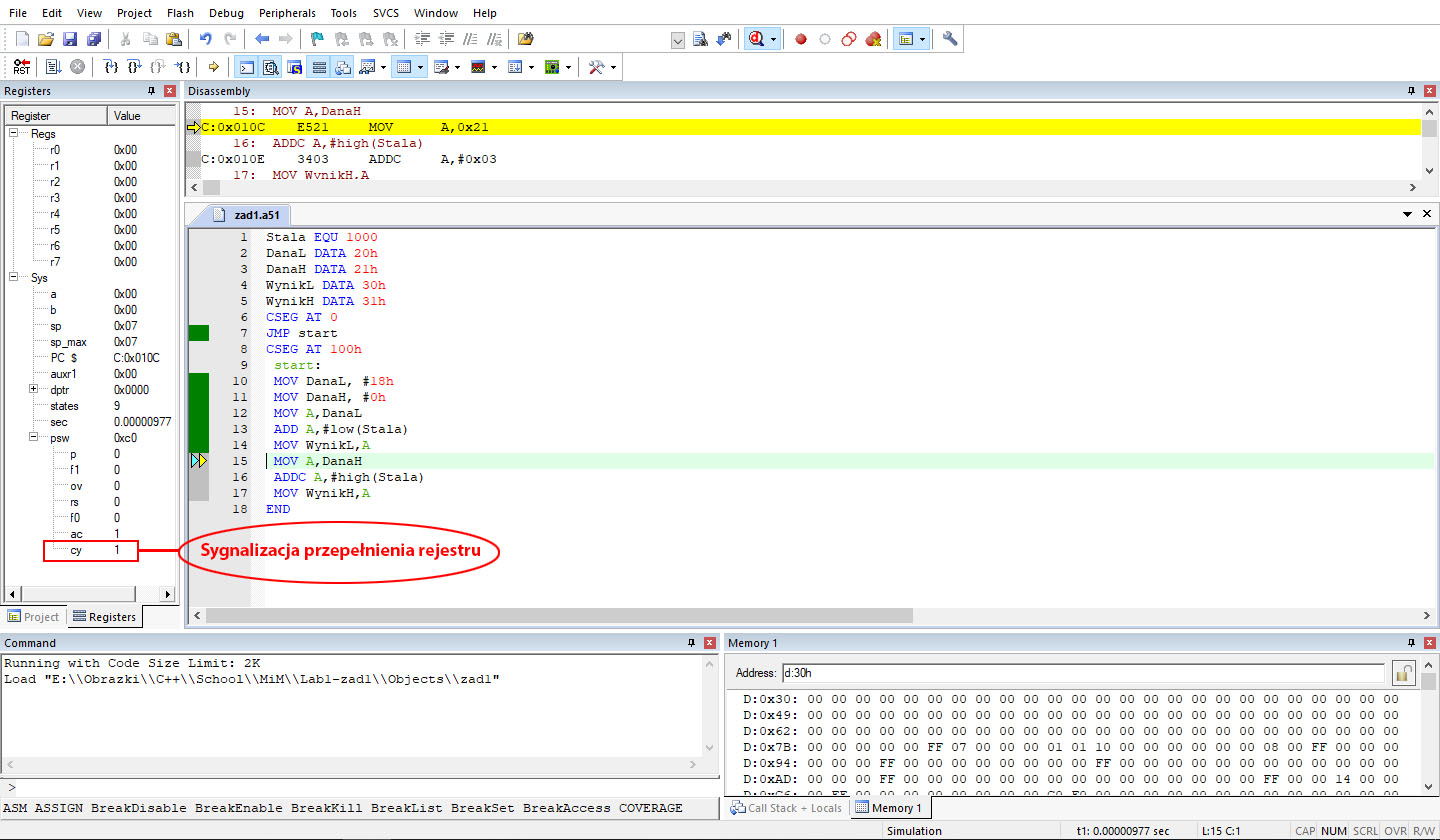 File Edit View Project Flash Debug Peripherals Tools SVCS Window Help
RST
Registers
Register Value
Regs
r0 0x00
r1 0x00
r2 0x00
r3 0x00
r4 0x00
r5 0x00
r6 0x00
r7 0x00
Sys
a 0x00
b 0x00
sp 0x07
sp_max 0x07
PC $ C:0x010C
auxr1 0x00
dptr 0x0000
states 9
sec 0.00000977
psw 0xc0
p 0
f1 0
ov 0
rs 0
f0 0
ac 1
cy 1
Project Registers
Disassembly
15: MOV A,DanaH
C:0x010C E521 MOV A,0x21
16: ADDC A,#high(Stala)
C:0x010E 3403 ADDC A,#0x03
17: MOV WynikH,A
zad1.a51
1 Stala EQU 1000
2 DanaL DATA 20h
3 DanaH DATA 21h
4 WynikL DATA 30h
5 WynikH DATA 31h
6 CSEG AT 0
7 JMP start
8 CSEG AT 100h
9 start:
10 MOV DanaL, #18h
11 MOV DanaH, #0h
12 MOV A,DanaL
13 ADD A,#low(Stala)
14 MOV WynikL,A
15 MOV A,DanaH
16 ADDC A,#high(Stala)
17 MOV WynikH,A
18 END
Sygnalizacja przepełnienia rejestru
Command
Running with Code Size Limit: 2K
Load "E:\\Obrazki\\C++\\School\\MiM\\Lab1-zad1\\Objects\\zad1"
>
ASM ASSIGN BreakDisable BreakEnable BreakKill BreakList BreakSet BreakAccess COVERAGE
Memory 1
Address: d:30h
D:0x30: 00 00 00 00 00 00 00 00 00 00 00 00 00 00 00 00 00 00 00 00 00 00 00 00 00
D:0x49: 00 00 00 00 00 00 00 00 00 00 00 00 00 00 00 00 00 00 00 00 00 00 00 00 00
D:0x62: 00 00 00 00 00 00 00 00 00 00 00 00 00 00 00 00 00 00 00 00 00 00 00 00 00
D:0x7B: 00 00 00 00 00 FF 07 00 00 00 01 01 10 00 00 00 00 00 00 08 00 FF 00 00 00
D:0x94: 00 00 00 FF 00 00 00 00 00 00 00 00 FF 00 00 00 00 00 00 00 00 00 00 00 00
D:0xAD: 00 00 00 FF 00 00 00 00 00 00 00 00 00 00 00 00 00 00 00 FF 00 00 14 00 00
Call Stack + Locals Memory 1
Simulation t1: 0.00000977 sec L:15 C:1 CAP NUM SCRL OVR R/W